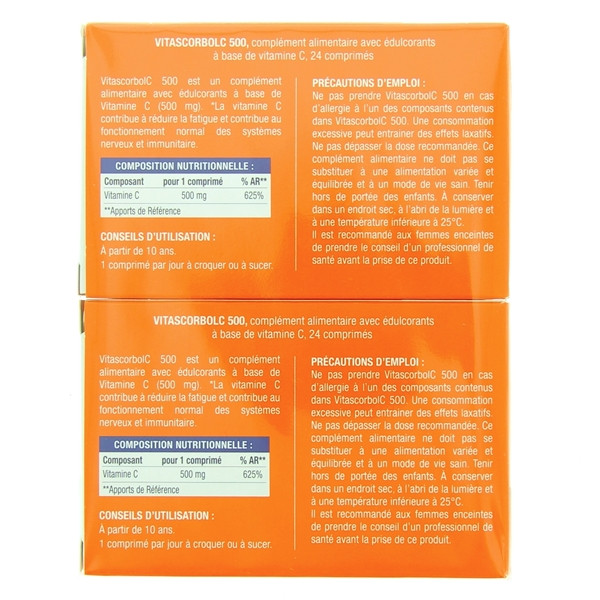 VITASCORBOLC 500, complément alimentaire avec édulcorants
à base de vitamine C, 24 comprimés
VitascorbolC 500 est un complément
alimentaire avec édulcorants à base de
Vitamine C (500 mg). *La vitamine C
contribue à réduire la fatigue et contribue au
fonctionnement normal des systèmes
nerveux et immunitaire.
COMPOSITION NUTRITIONNELLE :
Composant pour 1 comprimé % AR**
Vitamine C 500 mg 625%
**Apports de Référence
CONSEILS D'UTILISATION :
À partir de 10 ans.
1 comprimé par jour à croquer ou à sucer.
PRÉCAUTIONS D'EMPLOI :
Ne pas prendre VitascorbolC 500 en cas
d'allergie à l'un des composants contenus
dans VitascorbolC 500. Une consommation
excessive peut entrainer des effets laxatifs.
Ne pas dépasser la dose recommandée. Ce
complément alimentaire ne doit pas se
substituer à une alimentation variée et
équilibrée et à un mode de vie sain. Tenir
hors de portée des enfants. À conserver
dans un endroit sec, à l'abri de la lumière et
à une température inférieure à 25°C.
Il est recommandé aux femmes enceintes
de prendre le conseil d'un professionnel de
santé avant la prise de ce produit.
VITASCORBOLC 500, complément alimentaire avec édulcorants
à base de vitamine C, 24 comprimés
VitascorbolC 500 est un complément
alimentaire avec édulcorants à base de
Vitamine C (500 mg). *La vitamine C
contribue à réduire la fatigue et contribue au
fonctionnement normal des systèmes
nerveux et immunitaire.
COMPOSITION NUTRITIONNELLE :
Composant pour 1 comprimé % AR**
Vitamine C 500 mg 625%
**Apports de Référence
CONSEILS D'UTILISATION :
À partir de 10 ans.
1 comprimé par jour à croquer ou à sucer.
PRÉCAUTIONS D'EMPLOI :
Ne pas prendre VitascorbolC 500 en cas
d'allergie à l'un des composants contenus
dans VitascorbolC 500. Une consommation
excessive peut entrainer des effets laxatifs.
Ne pas dépasser la dose recommandée. Ce
complément alimentaire ne doit pas se
substituer à une alimentation variée et
équilibrée et à un mode de vie sain. Tenir
hors de portée des enfants. À conserver
dans un endroit sec, à l'abri de la lumière et
à une température inférieure à 25°C.
Il est recommandé aux femmes enceintes
de prendre le conseil d'un professionnel de
santé avant la prise de ce produit.